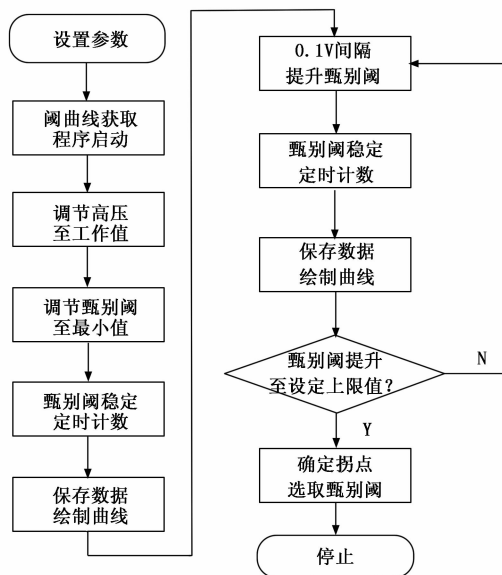 设置参数
阈曲线获取
程序启动
调节高压
至工作值
调节甄别阈
至最小值
甄别阈稳定
定时计数
保存数据
绘制曲线
0.1V间隔
提升甄别阈
甄别阈稳定
定时计数
保存数据
绘制曲线
甄别阈提升
至设定上限值?
N
Y
确定拐点
选取甄别阈
停止